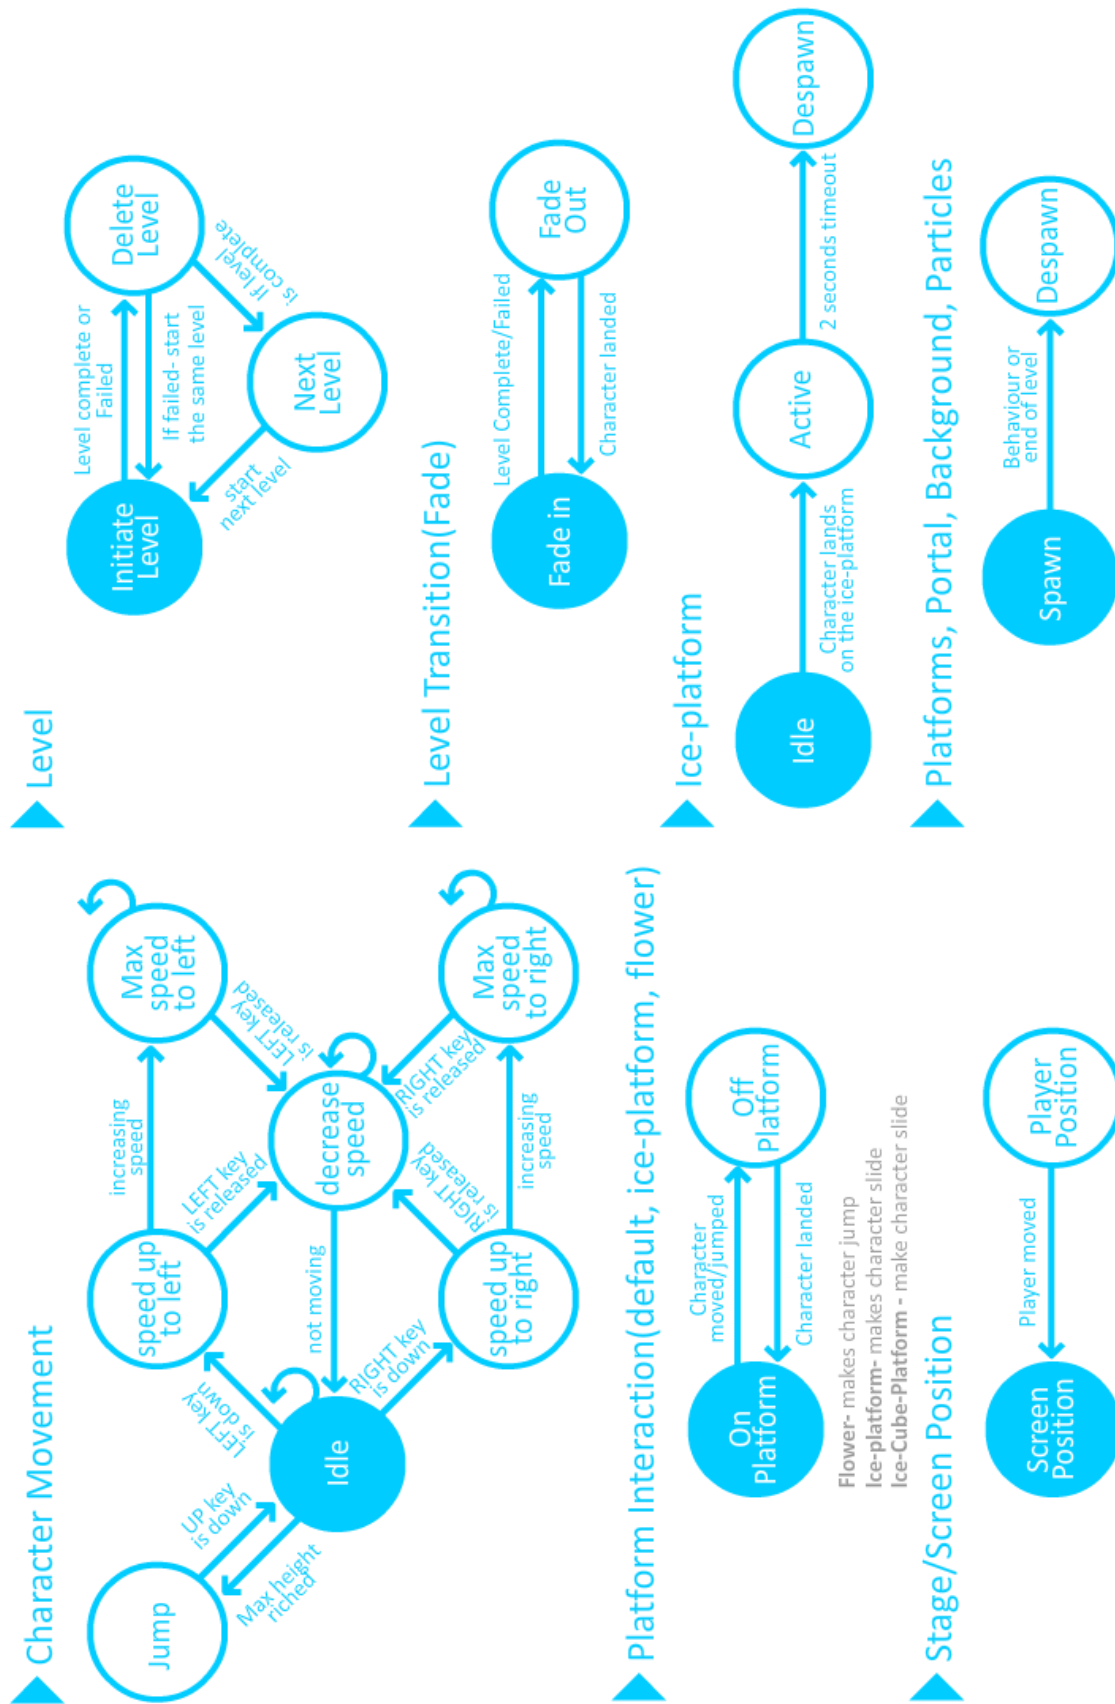 Character Movement
Jump
UP key
is down
Max height
riched
Idle
LEFT key
is down
RIGHT key
is down
not moving
speed up
to left
speed up
to right
LEFT key
is released
RIGHT key
is released
increasing
speed
increasing
speed
decrease
speed
LEFT key
is released
RIGHT key
is released
Max
speed
to left
Max
speed
to right
Platform Interaction(default, ice-platform, flower)
On
Platform
Character
moved/jumped
Character landed
Off
Platform
Flower- makes character jump
Ice-platform- makes character slide
Ice-Cube-Platform - make character slide
Stage/Screen Position
Screen
Position
Player moved
Player
Position
Level
Initiate
Level
Level complete or
Failed
If failed- start
the same level
Delete
Level
If level
is complete
Next
Level
start
next level
Level Transition(Fade)
Fade in
Level Complete/Failed
Character landed
Fade
Out
Ice-platform
Idle
Character lands
on the ice-platform
Active
2 seconds timeout
Despawn
Platforms, Portal, Background, Particles
Spawn
Behaviour or
end of level
Despawn